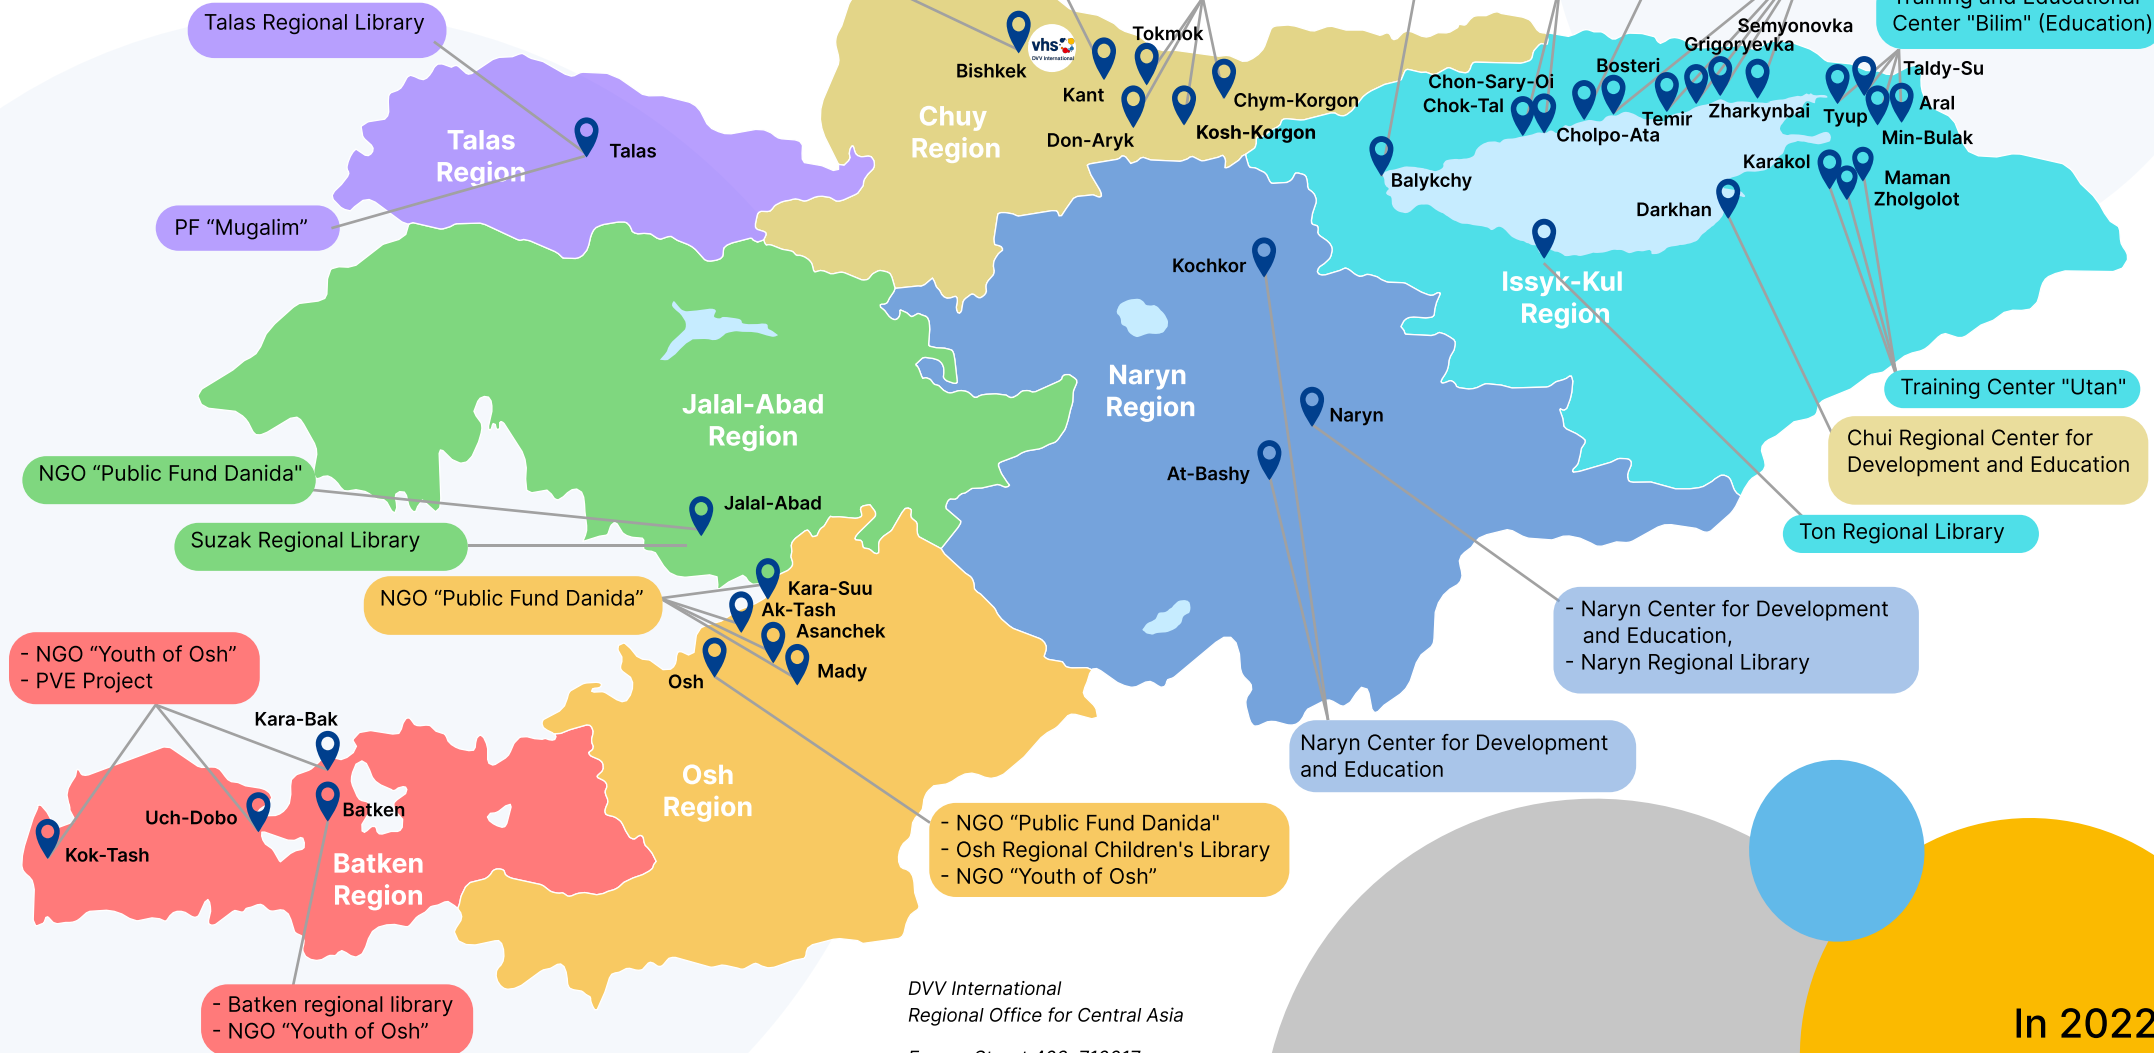 Talas Regional Library
Talas
Region
Talas
PF “Mugalim”
Bishkek
vhs
DVV International
Tokmok
Kant
Chym-Korgon
Don-Aryk
Kosh-Korgon
Chuy
Region
Semyonovka
Grigoryevka
Bosteri
Chon-Sary-Oi
Chok-Tal
Cholpo-Ata
Temir
Zharkynbai
Center "Bilim" (Education)
Taldy-Su
Tyup
Aral
Min-Bulak
Karakol
Maman
Zholgolot
Balykchy
Darkhan
Issyk-Kul
Region
Training Center "Utan"
Chui Regional Center for
Development and Education
Ton Regional Library
Kochkor
Naryn
Region
Naryn
At-Bashy
- Naryn Center for Development
and Education,
- Naryn Regional Library
Naryn Center for Development
and Education
Jalal-Abad
Region
NGO “Public Fund Danida"
Jalal-Abad
Suzak Regional Library
NGO “Public Fund Danida”
Kara-Suu
Ak-Tash
Asanchek
Mady
Osh
Osh
Region
- NGO “Public Fund Danida"
- Osh Regional Children's Library
- NGO “Youth of Osh”
- NGO “Youth of Osh”
- PVE Project
Kara-Bak
Uch-Dobo
Batken
Kok-Tash
Batken
Region
- Batken regional library
- NGO “Youth of Osh”
DVV International
Regional Office for Central Asia
In 2022